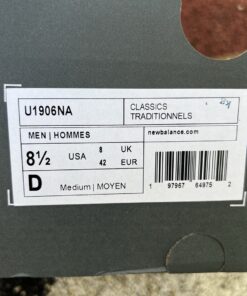 U1906NA
CLASSICS
TRADITIONNELS
MEN | HOMMES
newbalance.com
8½ USA 8 UK
42 EUR
D Medium | MOYEN
1 97967 64975 2